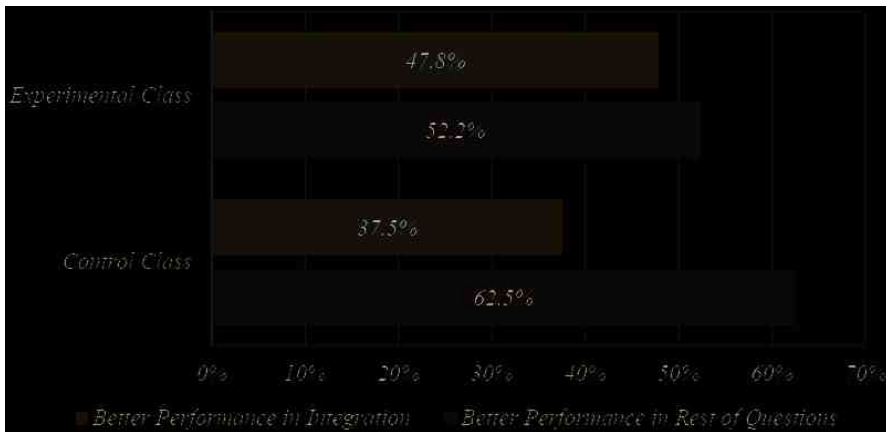 47.8%
Experimental Class
52.2%
37.5%
Control Class
62.5%
0% 10% 20% 30% 40% 50% 60% 70%
Better Performance in Integration Better Performance in Rest of Questions